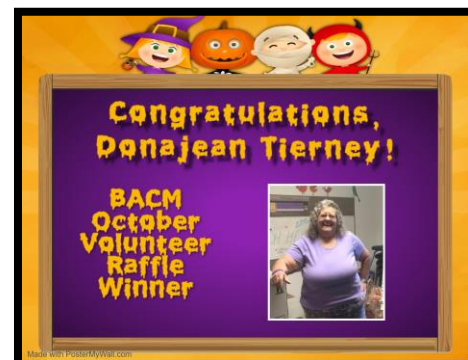 Congratulations,
Donajean Tierney!
BACM
October
Volunteer
Raffle
Winner
Made with PosterMyWall.com